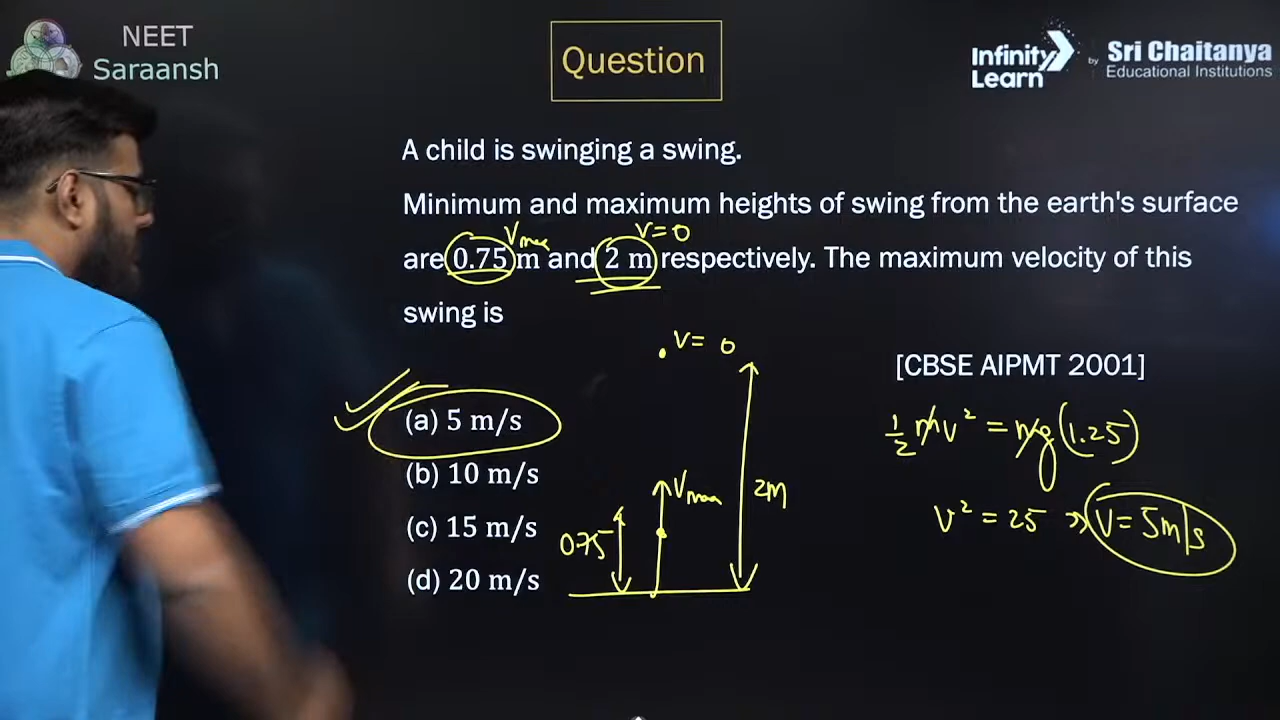 NEET
Saraansh
Question
Infinity
Learn
by
Sri Chaitanya
Educational Institutions
A child is swinging a swing.
Minimum and maximum heights of swing from the earth's surface
Vmax
V=0
are 0.75 m and 2 m respectively. The maximum velocity of this
swing is
V= 0
[CBSE AIPMT 2001]
(a) 5 m/s
½mv² = mg(1.25)
(b) 10 m/s
Vmax
2M
v² = 25 ⇒ V= 5m/s
(c) 15 m/s
0.75
(d) 20 m/s